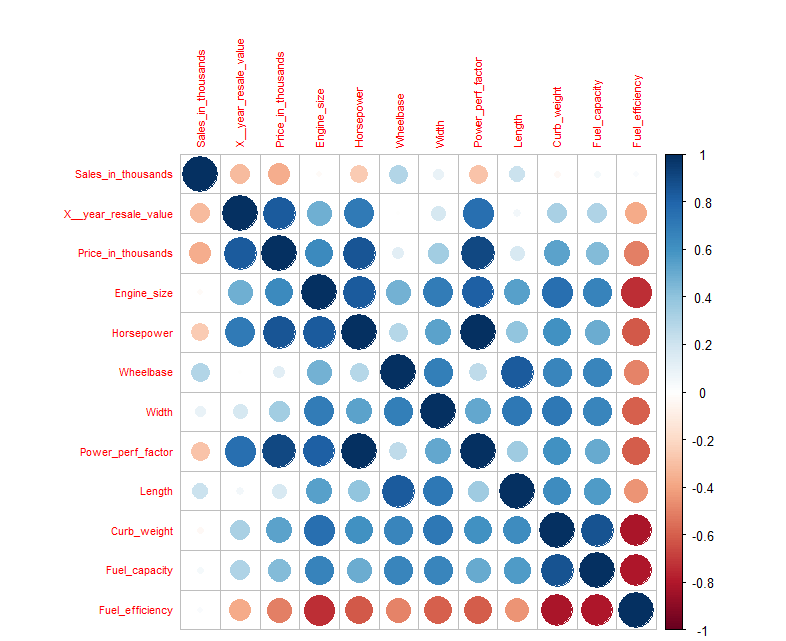 Sales_in_thousands
X__year_resale_value
Price_in_thousands
Engine_size
Horsepower
Wheelbase
Width
Power_perf_factor
Length
Curb_weight
Fuel_capacity
Fuel_efficiency
Sales_in_thousands
X__year_resale_value
Price_in_thousands
Engine_size
Horsepower
Wheelbase
Width
Power_perf_factor
Length
Curb_weight
Fuel_capacity
Fuel_efficiency
1
0.8
0.6
0.4
0.2
0
-0.2
-0.4
-0.6
-0.8
-1